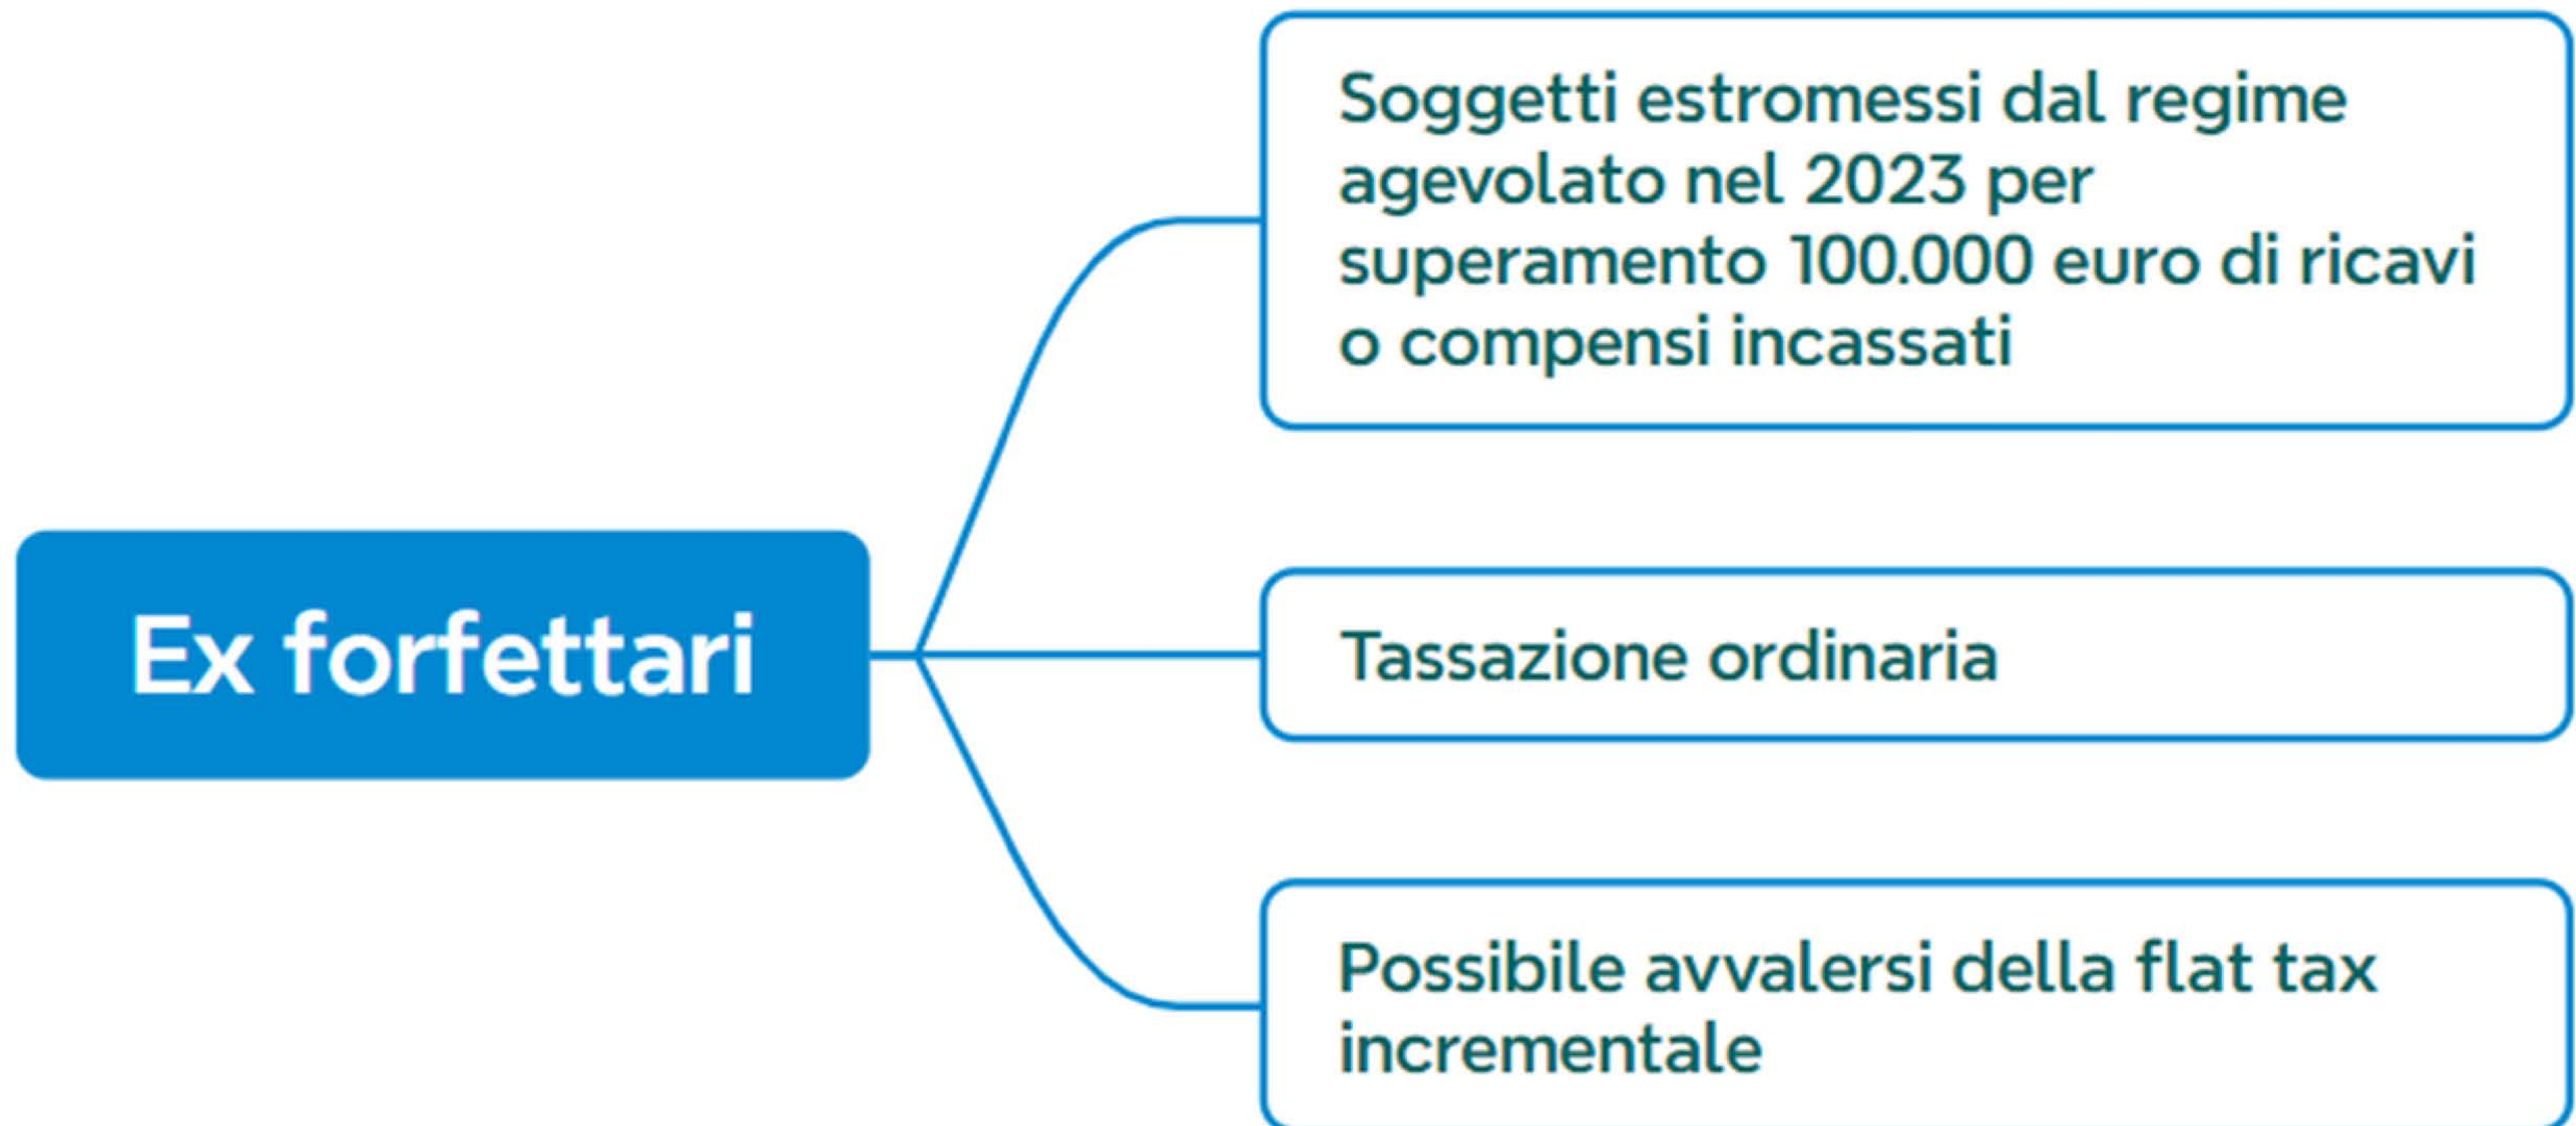 Soggetti estromessi dal regime
agevolato nel 2023 per
superamento 100.000 euro di ricavi
o compensi incassati
Ex forfettari
Tassazione ordinaria
Possibile avvalersi della flat tax
incrementale